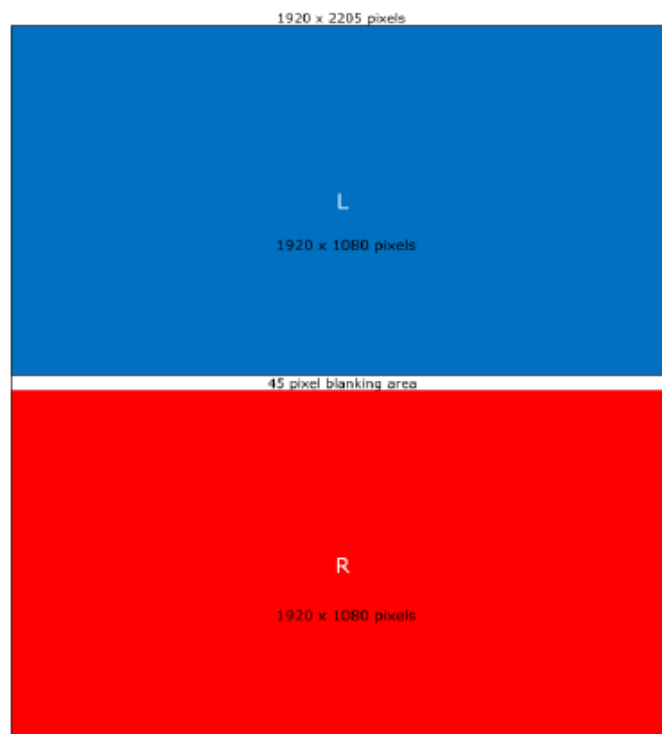 1920 x 2205 pixels
L
1920 x 1080 pixels
45 pixel blanking area
R
1920 x 1080 pixels